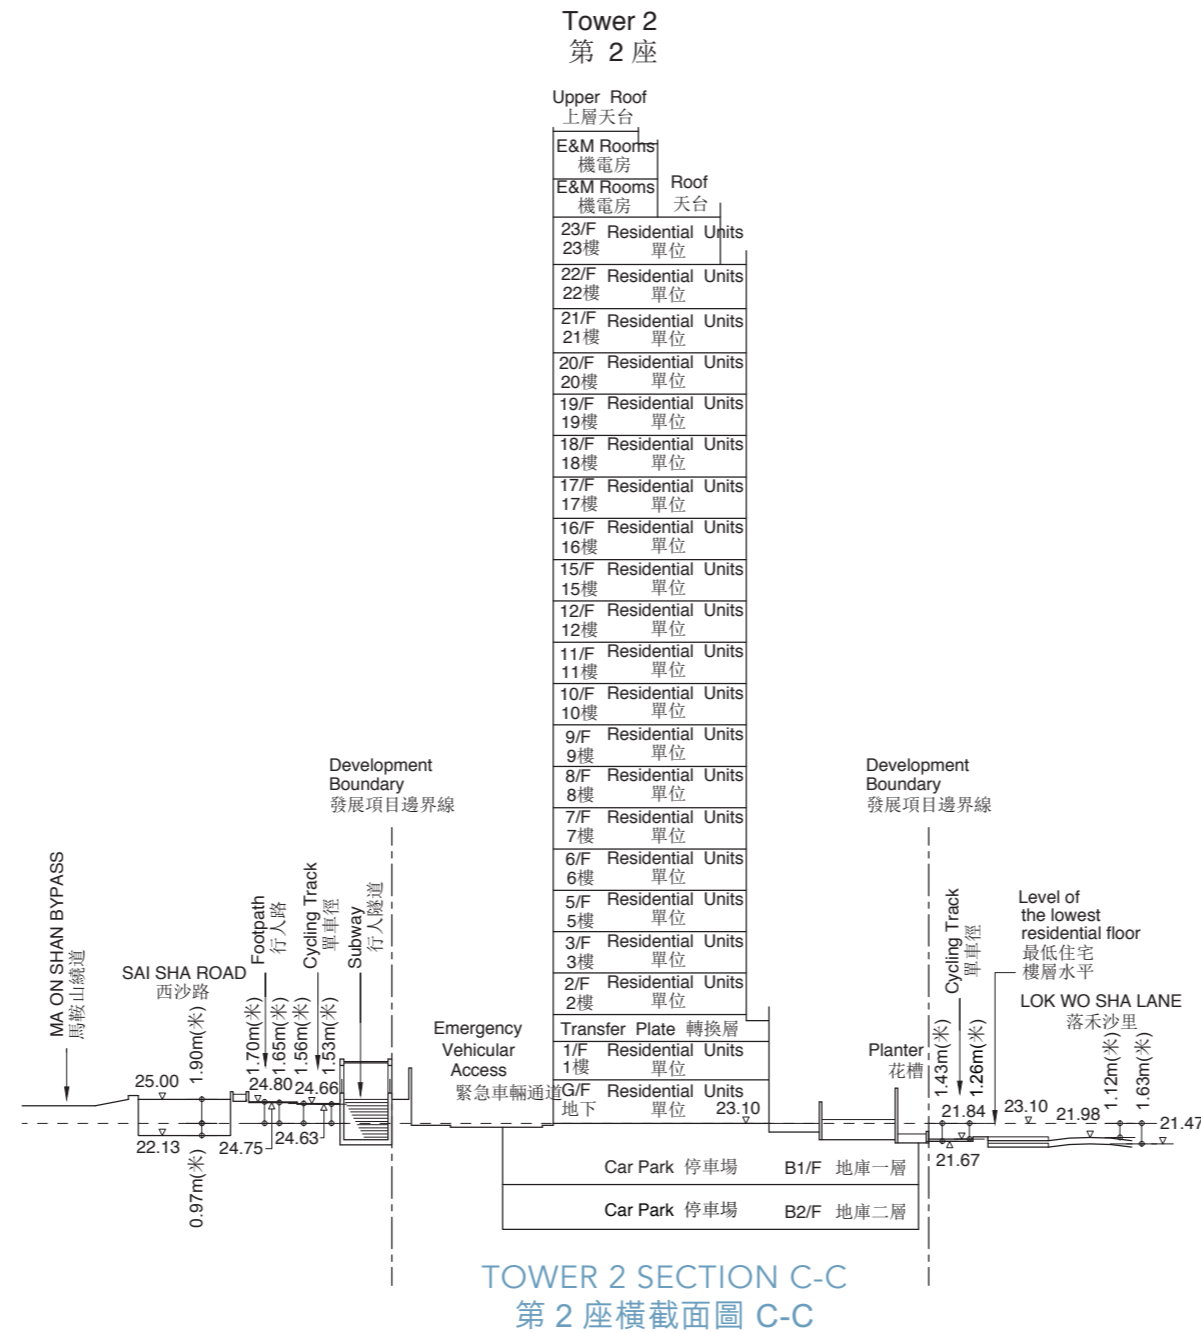 Tower 2
第 2 座
Upper Roof
上層天台
E&M Rooms
機電房
E&M Rooms
機電房
Roof
天台
23/F Residential Units
23樓 單位
22/F Residential Units
22樓 單位
21/F Residential Units
21樓 單位
20/F Residential Units
20樓 單位
19/F Residential Units
19樓 單位
18/F Residential Units
18樓 單位
17/F Residential Units
17樓 單位
16/F Residential Units
16樓 單位
15/F Residential Units
15樓 單位
12/F Residential Units
12樓 單位
11/F Residential Units
11樓 單位
10/F Residential Units
10樓 單位
9/F Residential Units
9樓 單位
8/F Residential Units
8樓 單位
7/F Residential Units
7樓 單位
6/F Residential Units
6樓 單位
5/F Residential Units
5樓 單位
3/F Residential Units
3樓 單位
2/F Residential Units
2樓 單位
Transfer Plate 轉換層
1/F Residential Units
1樓 單位
G/F Residential Units
地下 單位
23.10
Car Park 停車場 B1/F 地庫一層
Car Park 停車場 B2/F 地庫二層
Development
Boundary
發展項目邊界線
MA ON SHAN BYPASS
馬鞍山繞道
SAI SHA ROAD
西沙路
1.90m(米)
25.00
22.13
0.97m(米)
Footpath
行人路
1.70m(米)
1.65m(米)
24.80
24.75
Cycling Track
單車徑
1.56m(米)
1.53m(米)
24.66
24.63
Subway
行人隧道
Emergency
Vehicular
Access
緊急車輛通道
Development
Boundary
發展項目邊界線
Planter
花槽
Cycling Track
單車徑
1.43m(米)
1.26m(米)
21.84
21.67
Level of
the lowest
residential floor
最低住宅
樓層水平
23.10
LOK WO SHA LANE
落禾沙里
1.12m(米)
1.63m(米)
21.98
21.47
TOWER 2 SECTION C-C
第 2 座橫截面圖 C-C